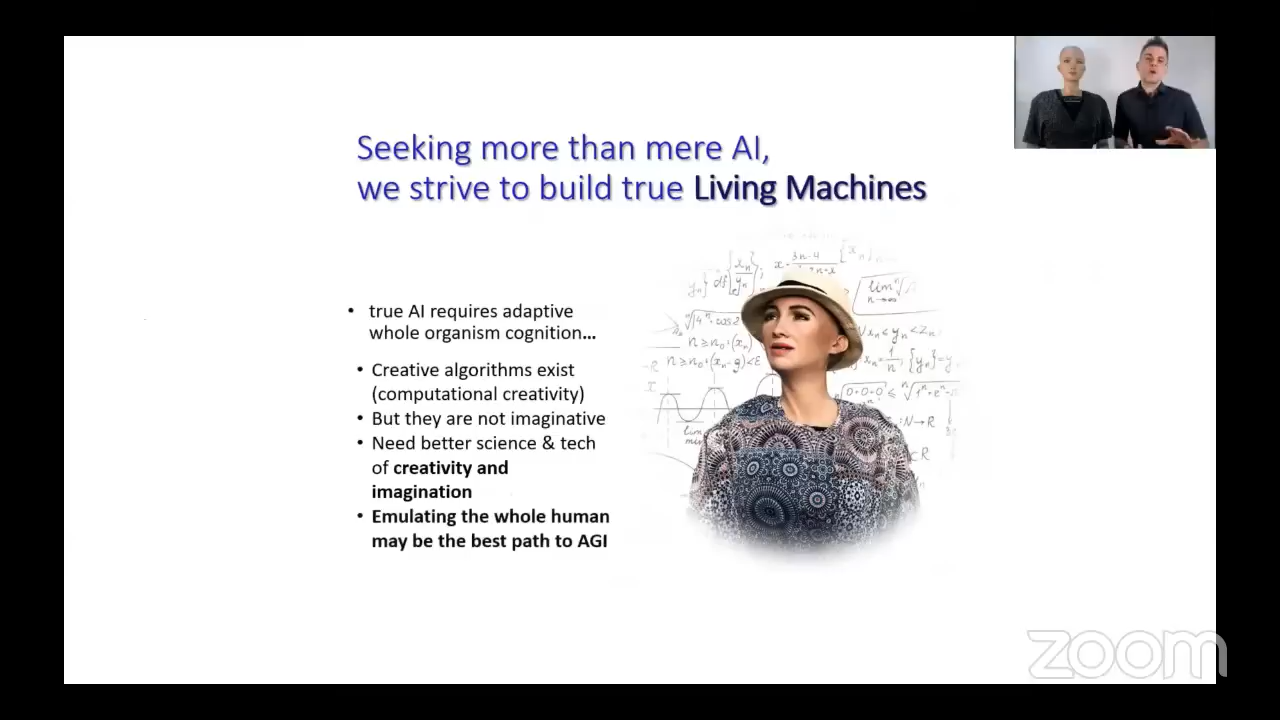 Seeking more than mere AI,
we strive to build true Living Machines
• true AI requires adaptive
whole organism cognition...
• Creative algorithms exist
(computational creativity)
• But they are not imaginative
• Need better science & tech
of creativity and
imagination
• Emulating the whole human
may be the best path to AGI
zoom